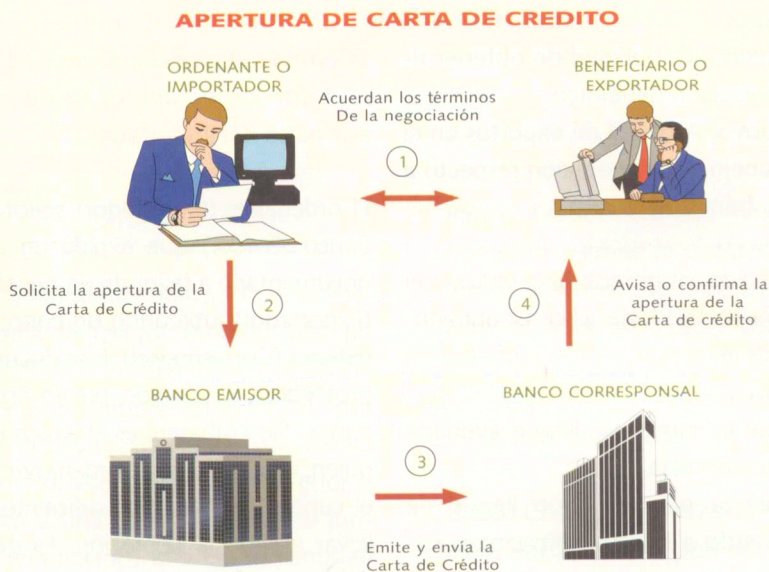 APERTURA DE CARTA DE CREDITO
ORDENANTE O
IMPORTADOR
Acuerdan los términos
De la negociación
1
BENEFICIARIO O
EXPORTADOR
Solicita la apertura de la
Carta de Crédito
2
4
Avisa o confirma la
apertura de la
Carta de crédito
BANCO EMISOR
BANCO CORRESPONSAL
3
Emite y envía la
Carta de Crédito